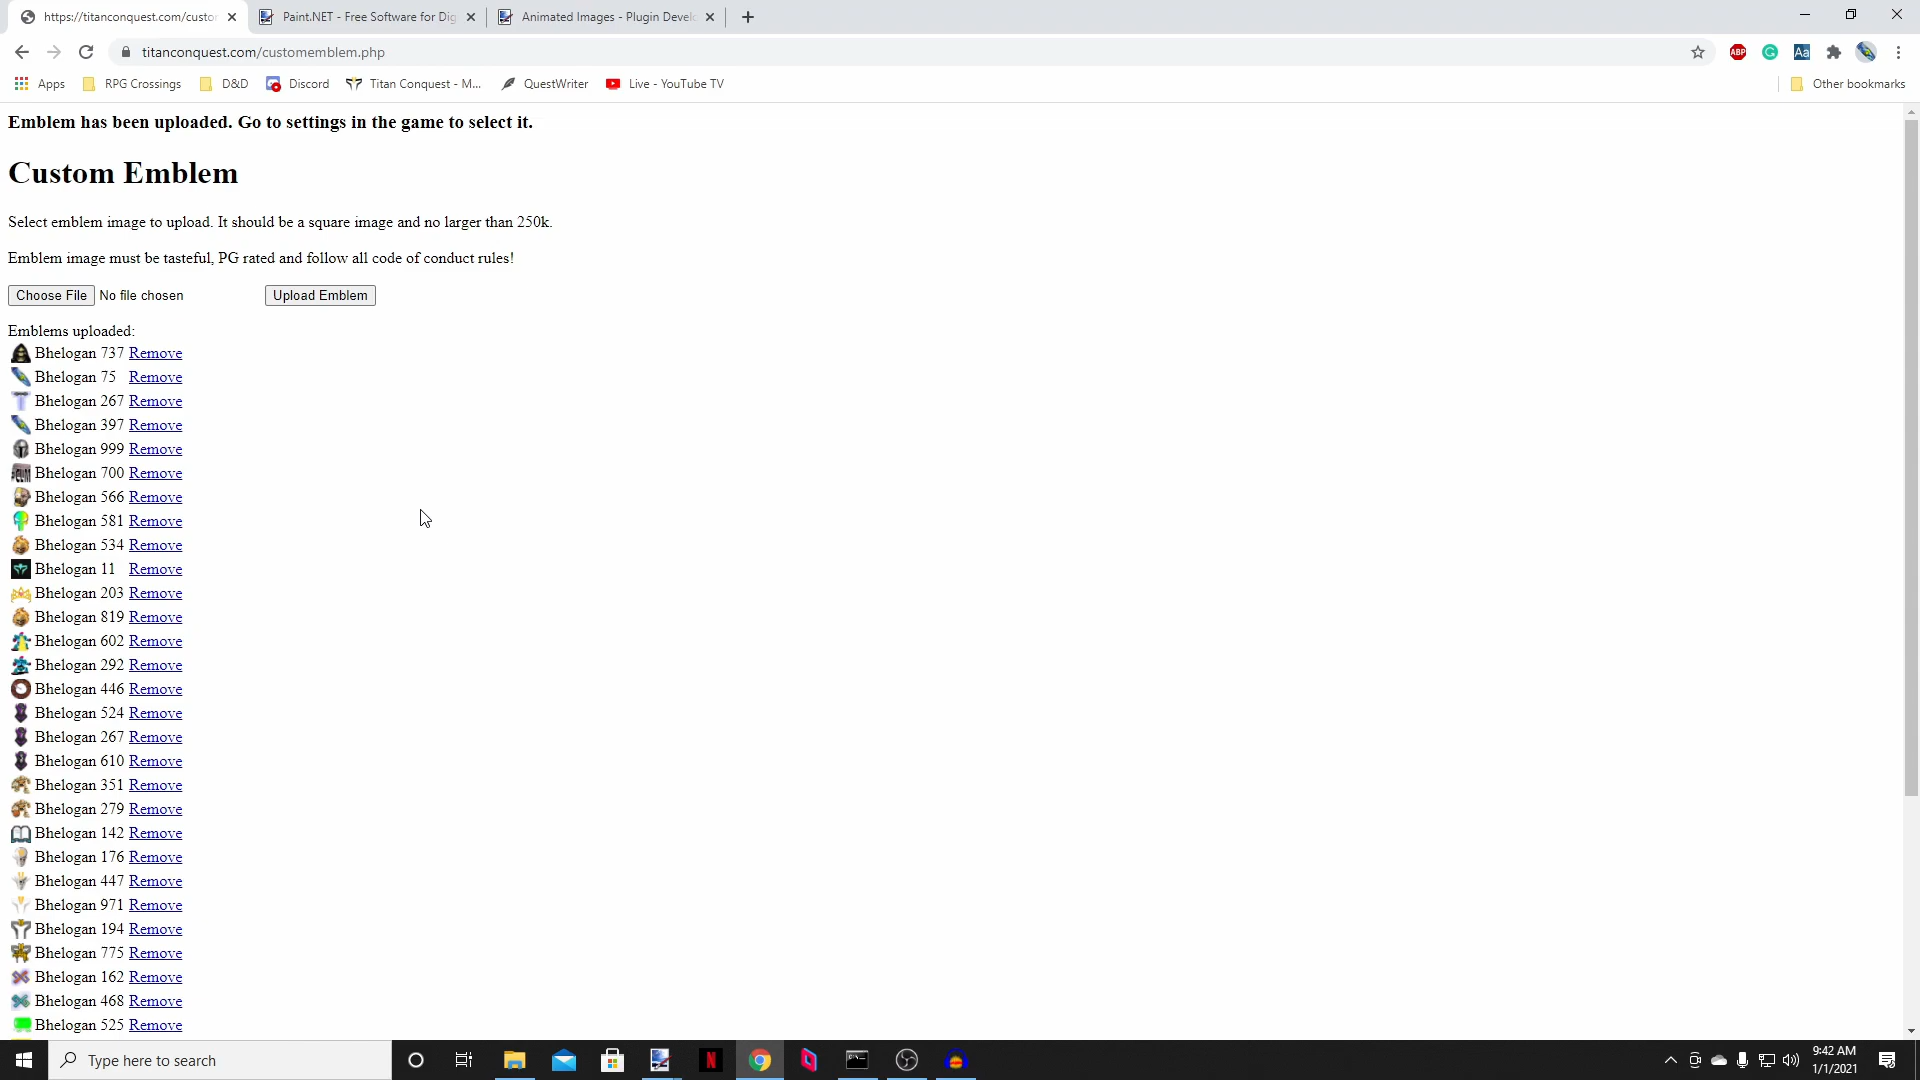 https://titanconquest.com/custor
Paint.NET - Free Software for Dig
Animated Images - Plugin Devel
titanconquest.com/customemblem.php
ABP
Aa
Apps
RPG Crossings
D&D
Discord
Titan Conquest - M...
QuestWriter
Live - YouTube TV
Other bookmarks
Emblem has been uploaded. Go to settings in the game to select it.
Custom Emblem
Select emblem image to upload. It should be a square image and no larger than 250k.
Emblem image must be tasteful, PG rated and follow all code of conduct rules!
Choose File No file chosen Upload Emblem
Emblems uploaded:
Bhelogan 737 Remove
Bhelogan 75 Remove
Bhelogan 267 Remove
Bhelogan 397 Remove
Bhelogan 999 Remove
Bhelogan 700 Remove
Bhelogan 566 Remove
Bhelogan 581 Remove
Bhelogan 534 Remove
Bhelogan 11 Remove
Bhelogan 203 Remove
Bhelogan 819 Remove
Bhelogan 602 Remove
Bhelogan 292 Remove
Bhelogan 446 Remove
Bhelogan 524 Remove
Bhelogan 267 Remove
Bhelogan 610 Remove
Bhelogan 351 Remove
Bhelogan 279 Remove
Bhelogan 142 Remove
Bhelogan 176 Remove
Bhelogan 447 Remove
Bhelogan 971 Remove
Bhelogan 194 Remove
Bhelogan 775 Remove
Bhelogan 162 Remove
Bhelogan 468 Remove
Bhelogan 525 Remove
Type here to search
N
9:42 AM
1/1/2021